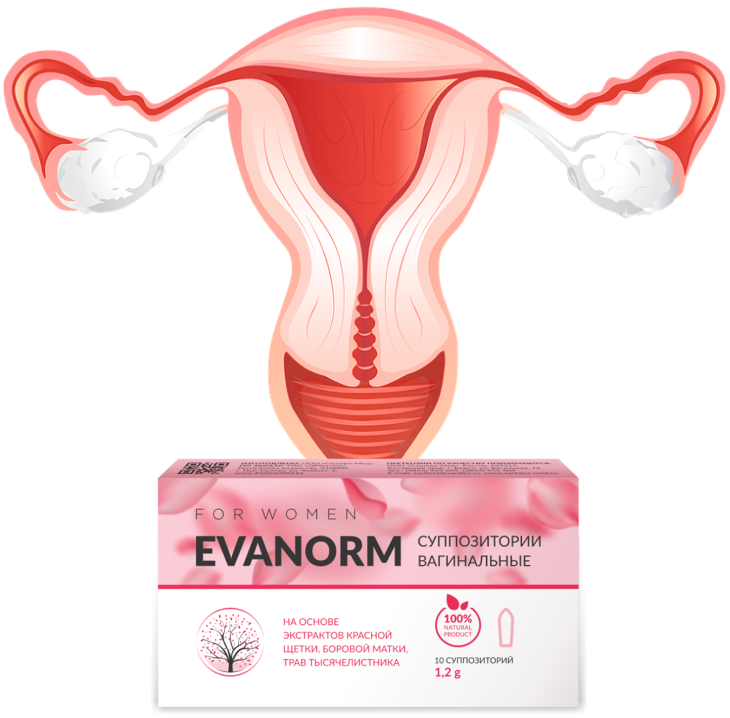 FOR WOMEN
EVANORM
СУППОЗИТОРИИ
ВАГИНАЛЬНЫЕ
НА ОСНОВЕ
ЭКСТРАКТОВ КРАСНОЙ
ЩЕТКИ, БОРОВОЙ МАТКИ,
ТРАВ ТЫСЯЧЕЛИСТНИКА
100%
NATURAL
PRODUCT
10 СУППОЗИТОРИЙ
1,2 g